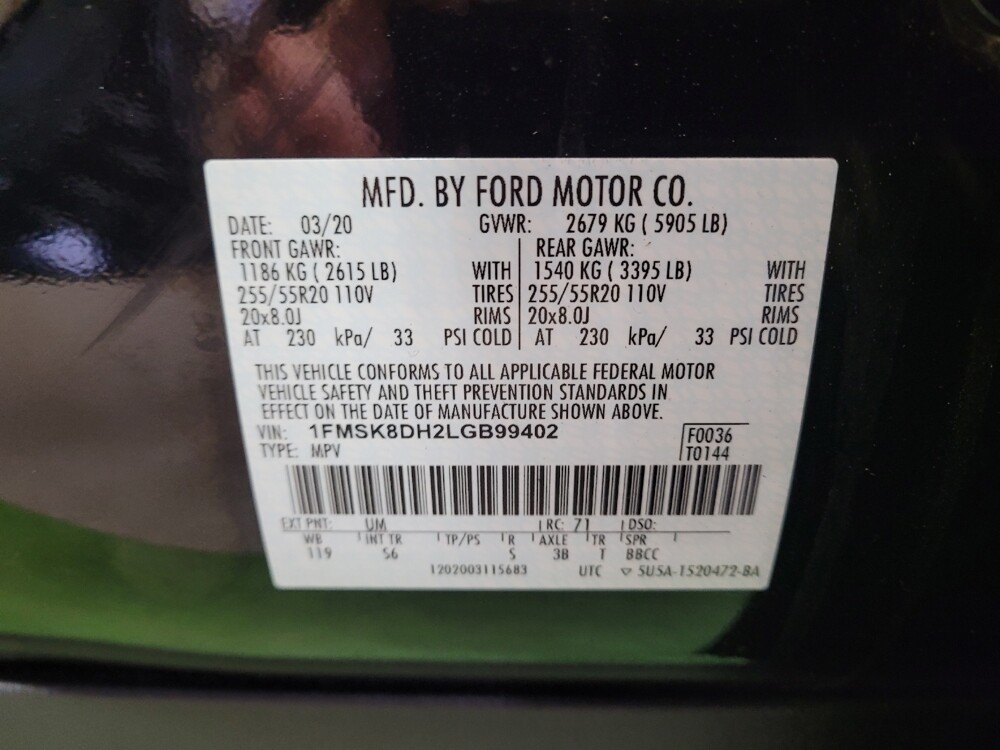 MFD. BY FORD MOTOR CO.
DATE: 03/20 GVWR: 2679 KG ( 5905 LB)
FRONT GAWR: REAR GAWR:
1186 KG ( 2615 LB) WITH 1540 KG ( 3395 LB) WITH
255/55R20 110V TIRES 255/55R20 110V TIRES
20x8.0J RIMS 20x8.0J RIMS
AT 230 kPa/ 33 PSI COLD AT 230 kPa/ 33 PSI COLD
THIS VEHICLE CONFORMS TO ALL APPLICABLE FEDERAL MOTOR
VEHICLE SAFETY AND THEFT PREVENTION STANDARDS IN
EFFECT ON THE DATE OF MANUFACTURE SHOWN ABOVE.
VIN: 1FMSK8DH2LGB99402 F0036
TYPE: MPV T0144
EXT PNT: UM RC: 71 DSO:
WB INT TR TP/PS R AXLE TR SPR
119 S6 S 3B T BBCC
1202003115683 UTC ▽ SU5A-1520472-BA